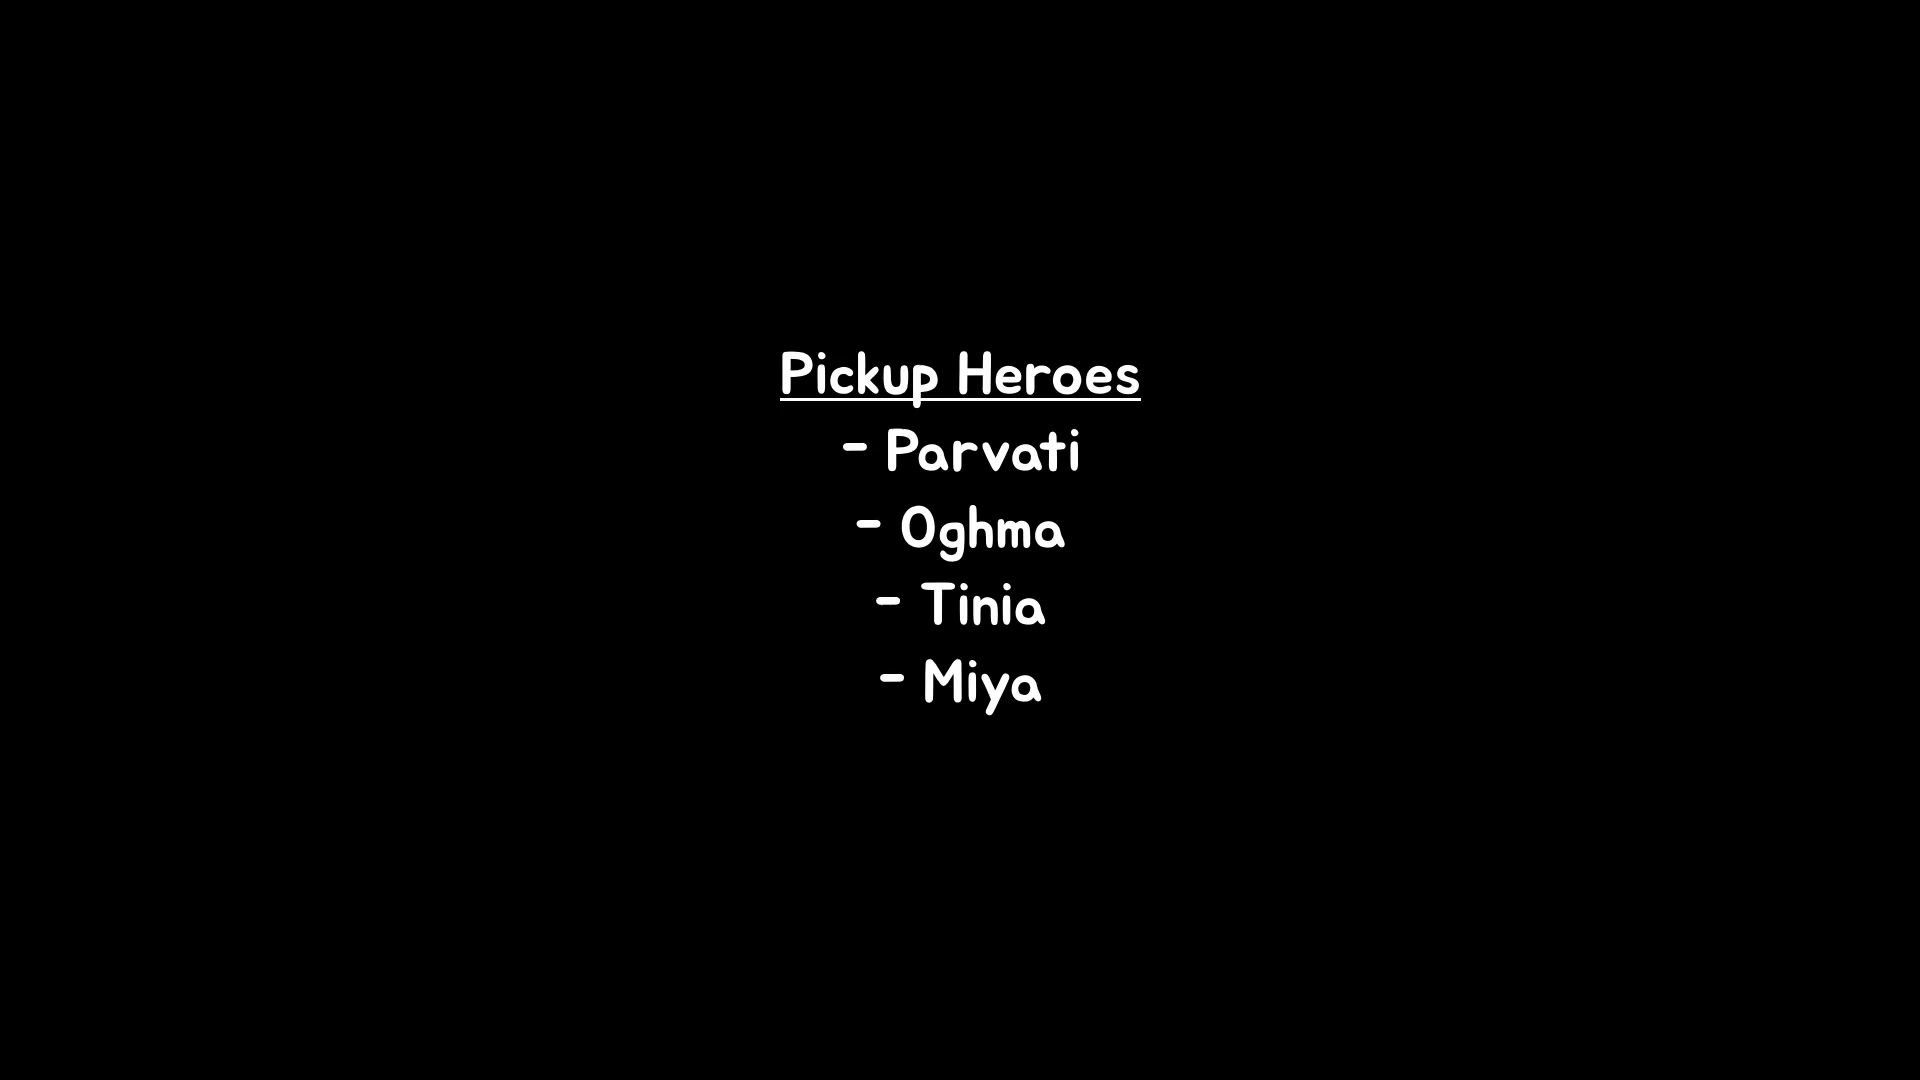 Pickup Heroes
- Parvati
- Oghma
- Tinia
- Miya